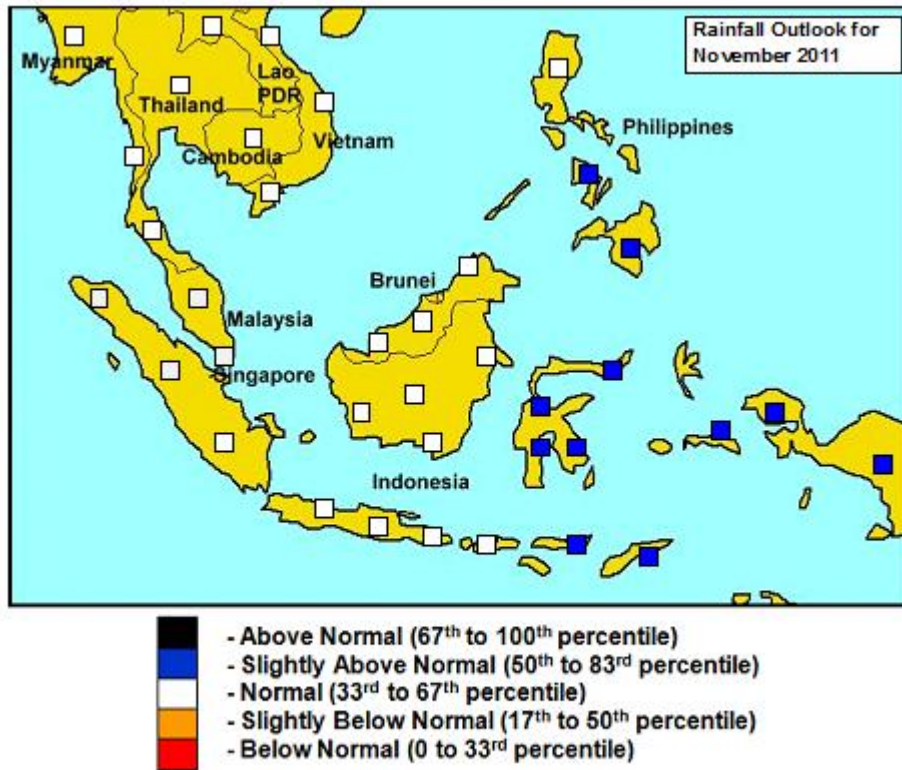 Rainfall Outlook for
November 2011
Myanmar
Lao
PDR
Thailand
Vietnam
Cambodia
Philippines
Brunei
Malaysia
Singapore
Indonesia
- Above Normal (67th to 100th percentile)
- Slightly Above Normal (50th to 83rd percentile)
- Normal (33rd to 67th percentile)
- Slightly Below Normal (17th to 50th percentile)
- Below Normal (0 to 33rd percentile)